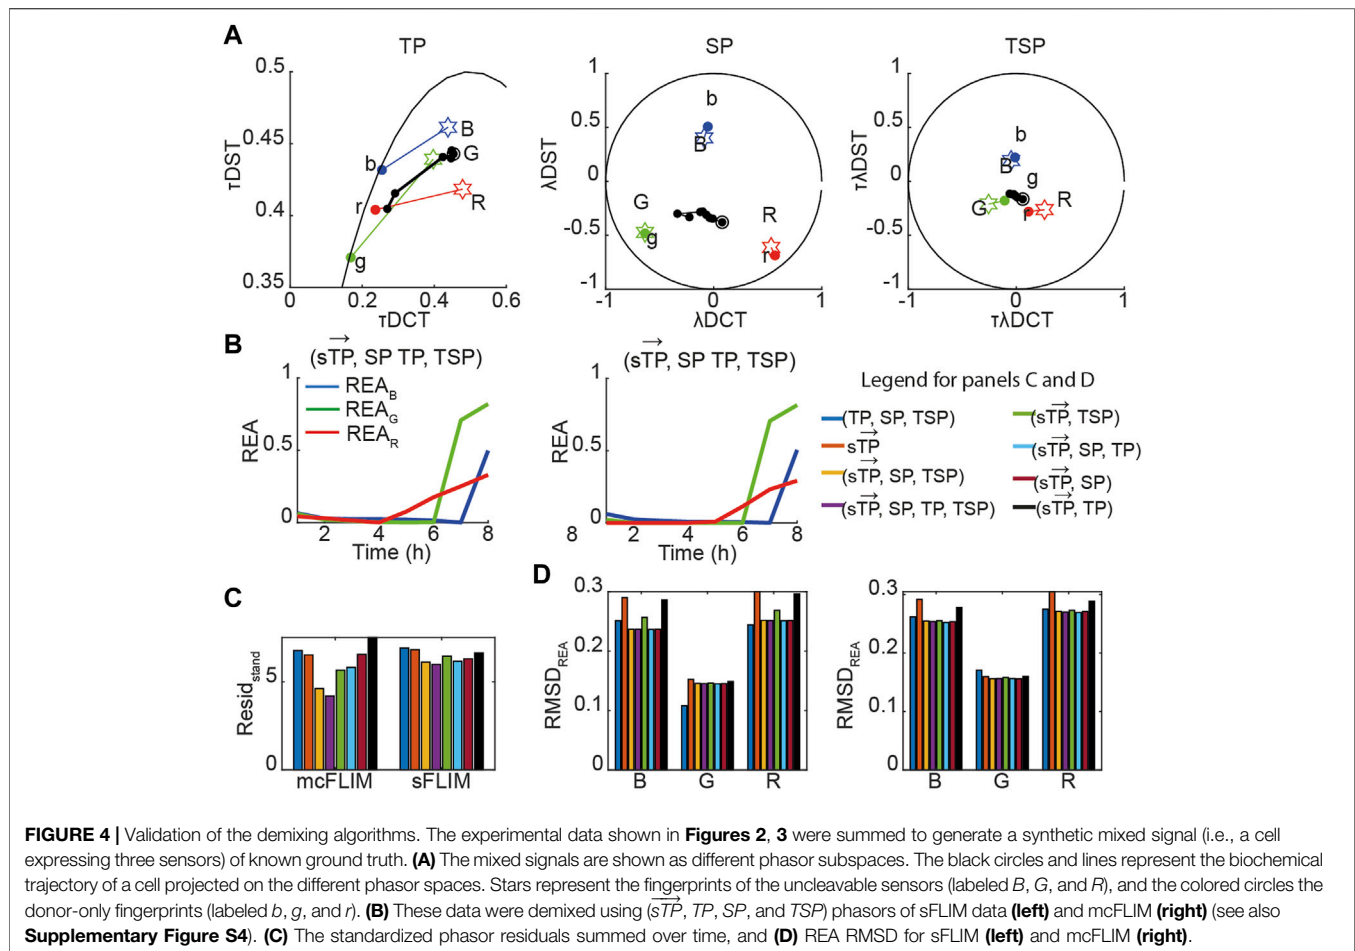 A
TP
SP
TSP
0.5
0.45
0.4
0.35
τDST
0
0.2
0.4
0.6
τDCT
B
b
G
r
R
g
1
0.5
0
-0.5
-1
λDST
-1
0
1
λDCT
b
B
G
g
R
r
1
0.5
0
-0.5
-1
τλDST
-1
0
1
τλDCT
b
B
g
G
r
R
B
(sTP, SP TP, TSP)
1
0.5
0
REA
REA_B
REA_G
REA_R
2
4
6
8
Time (h)
(sTP, SP TP, TSP)
1
0.5
0
REA
8
2
4
6
8
Time (h)
Legend for panels C and D
(TP, SP, TSP)
sTP
(sTP, SP, TSP)
(sTP, SP, TP, TSP)
(sTP, TSP)
(sTP, SP, TP)
(sTP, SP)
(sTP, TP)
C
Resid_stand
5
0
mcFLIM
sFLIM
D
RMSD_REA
0.3
0.2
0.1
0
B
G
R
RMSD_REA
0.3
0.2
0.1
0
B
G
R
FIGURE 4 | Validation of the demixing algorithms. The experimental data shown in Figures 2, 3 were summed to generate a synthetic mixed signal (i.e., a cell
expressing three sensors) of known ground truth. (A) The mixed signals are shown as different phasor subspaces. The black circles and lines represent the biochemical
trajectory of a cell projected on the different phasor spaces. Stars represent the fingerprints of the uncleavable sensors (labeled B, G, and R), and the colored circles the
donor-only fingerprints (labeled b, g, and r). (B) These data were demixed using (sTP, TP, SP, and TSP) phasors of sFLIM data (left) and mcFLIM (right) (see also
Supplementary Figure S4). (C) The standardized phasor residuals summed over time, and (D) REA RMSD for sFLIM (left) and mcFLIM (right).